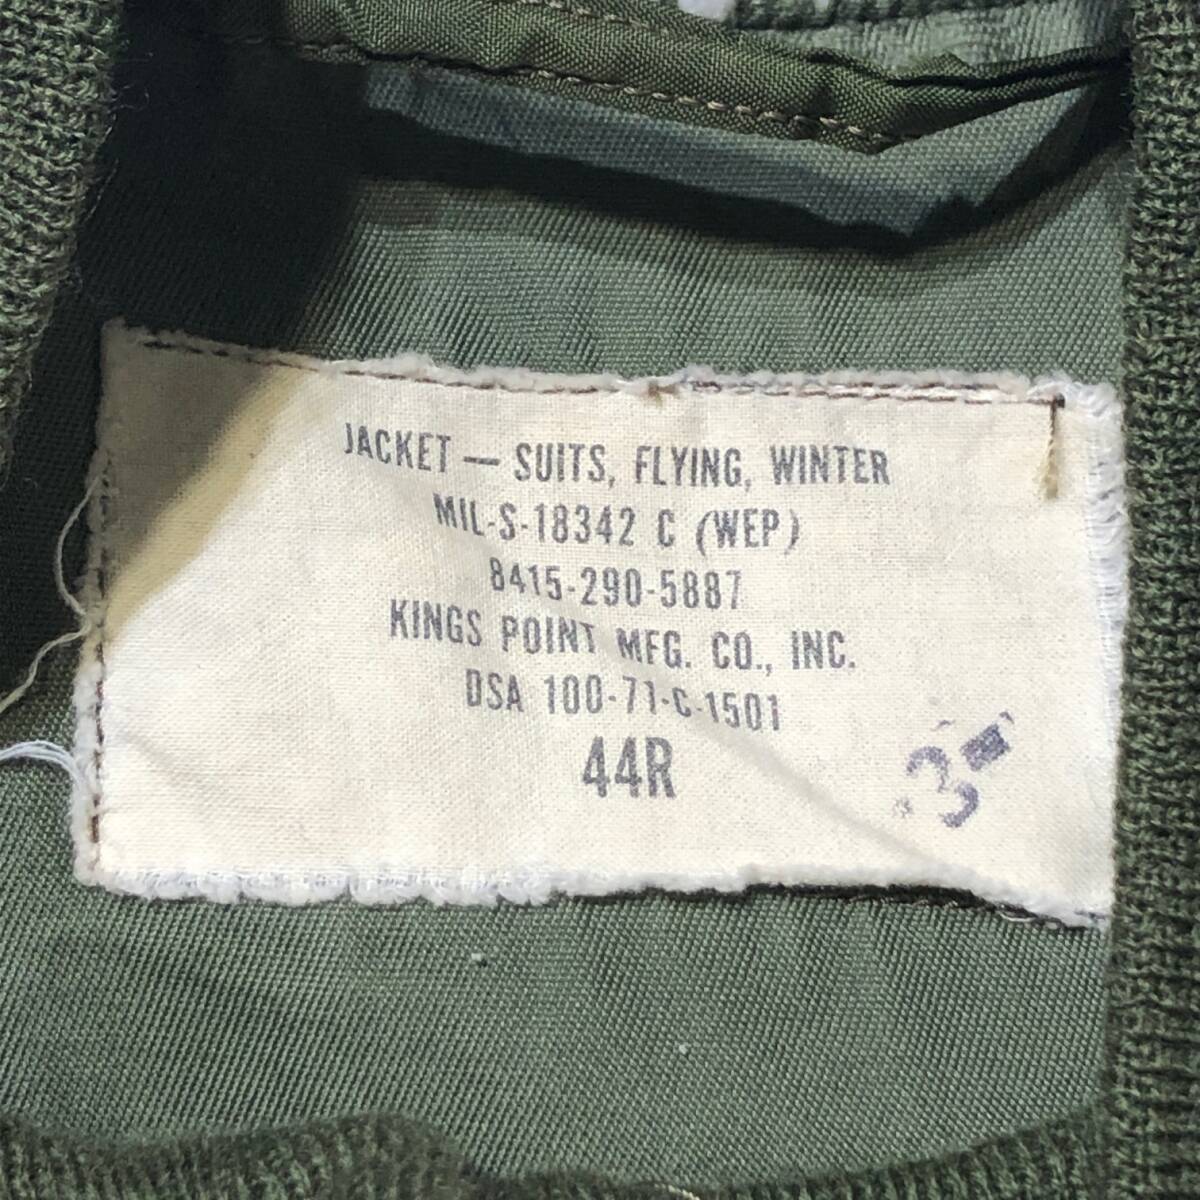 JACKET — SUITS, FLYING, WINTER
MIL-S-18342 C (WEP)
8415-290-5887
KINGS POINT MFG. CO., INC.
DSA 100-71-C-1501
44R
3